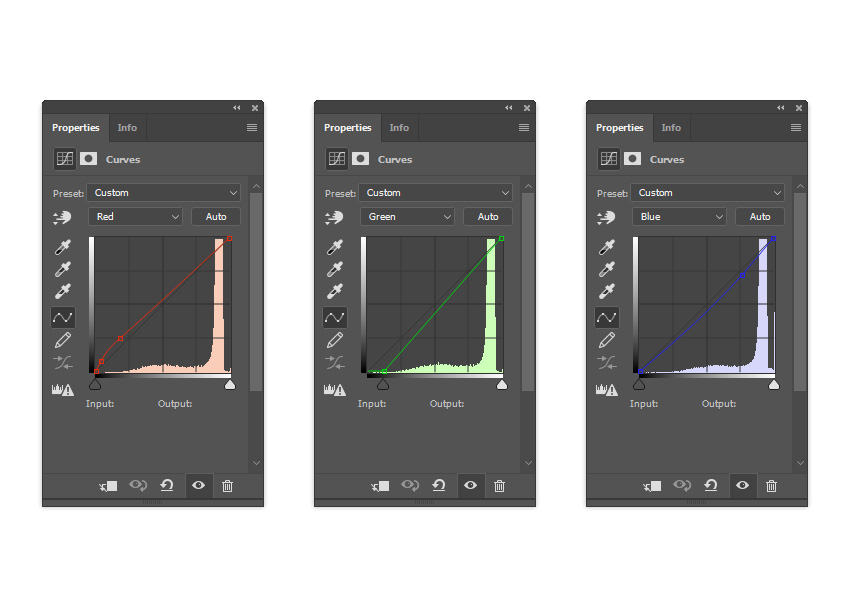 Properties Info
Curves
Preset: Custom
Red Auto
Input: Output:
Properties Info
Curves
Preset: Custom
Green Auto
Input: Output:
Properties Info
Curves
Preset: Custom
Blue Auto
Input: Output: